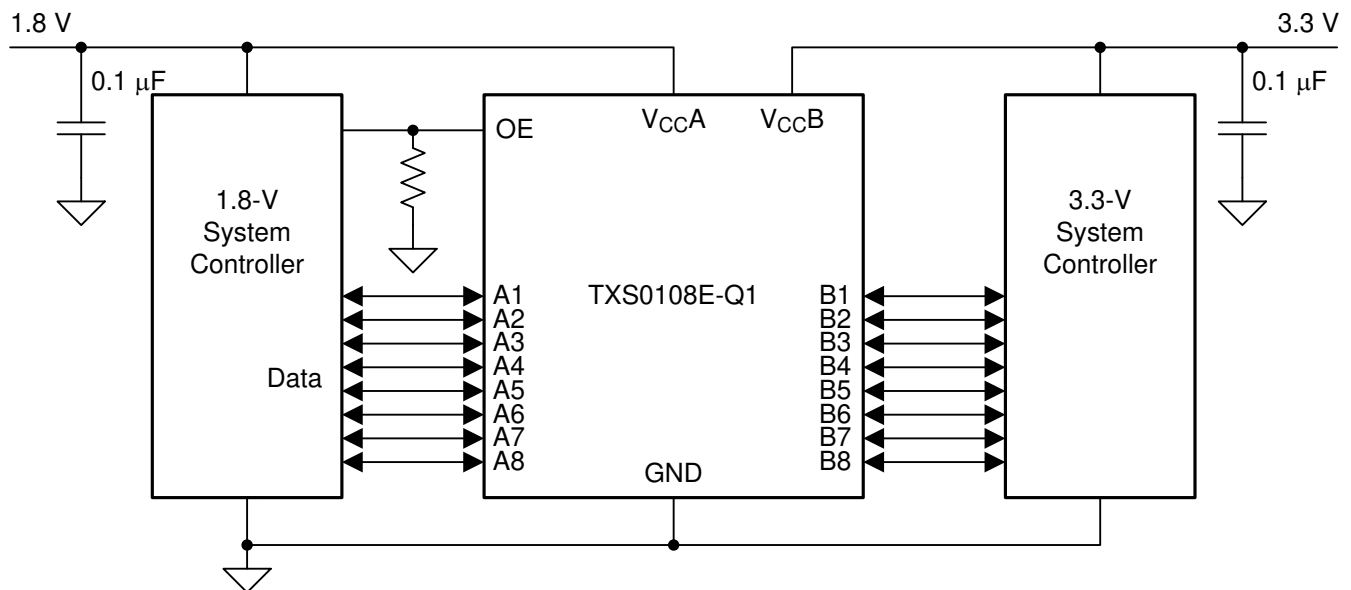 1.8 V
3.3 V
0.1 μF
0.1 μF
OE
VCCA
VCCB
1.8-V
System
Controller
3.3-V
System
Controller
TXS0108E-Q1
Data
A1
A2
A3
A4
A5
A6
A7
A8
B1
B2
B3
B4
B5
B6
B7
B8
GND